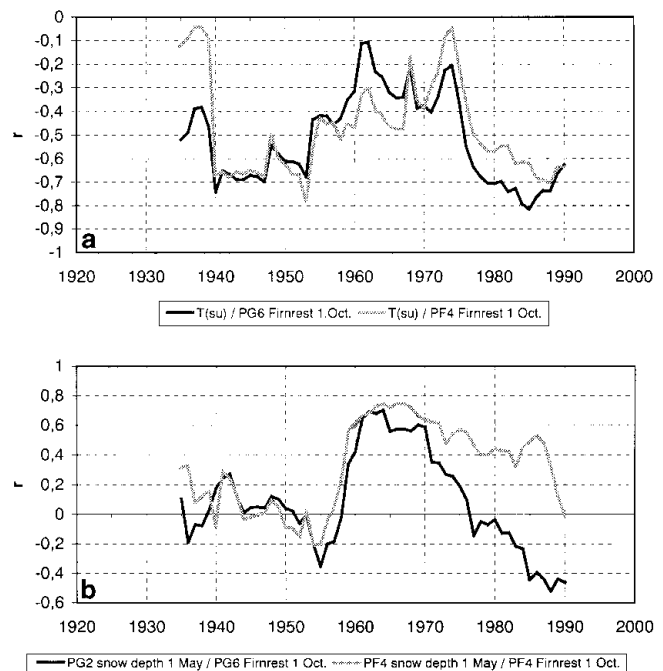 0
-0,1
-0,2
-0,3
-0,4
-0,5
-0,6
-0,7
-0,8
-0,9
-1
r
a
1920 1930 1940 1950 1960 1970 1980 1990 2000
T(su) / PG6 Firnrest 1.Oct. T(su) / PF4 Firnrest 1 Oct.
1
0,8
0,6
0,4
0,2
0
-0,2
-0,4
-0,6
r
b
1920 1930 1940 1950 1960 1970 1980 1990 2000
PG2 snow depth 1 May / PG6 Firnrest 1 Oct. PF4 snow depth 1 May / PF4 Firnrest 1 Oct.